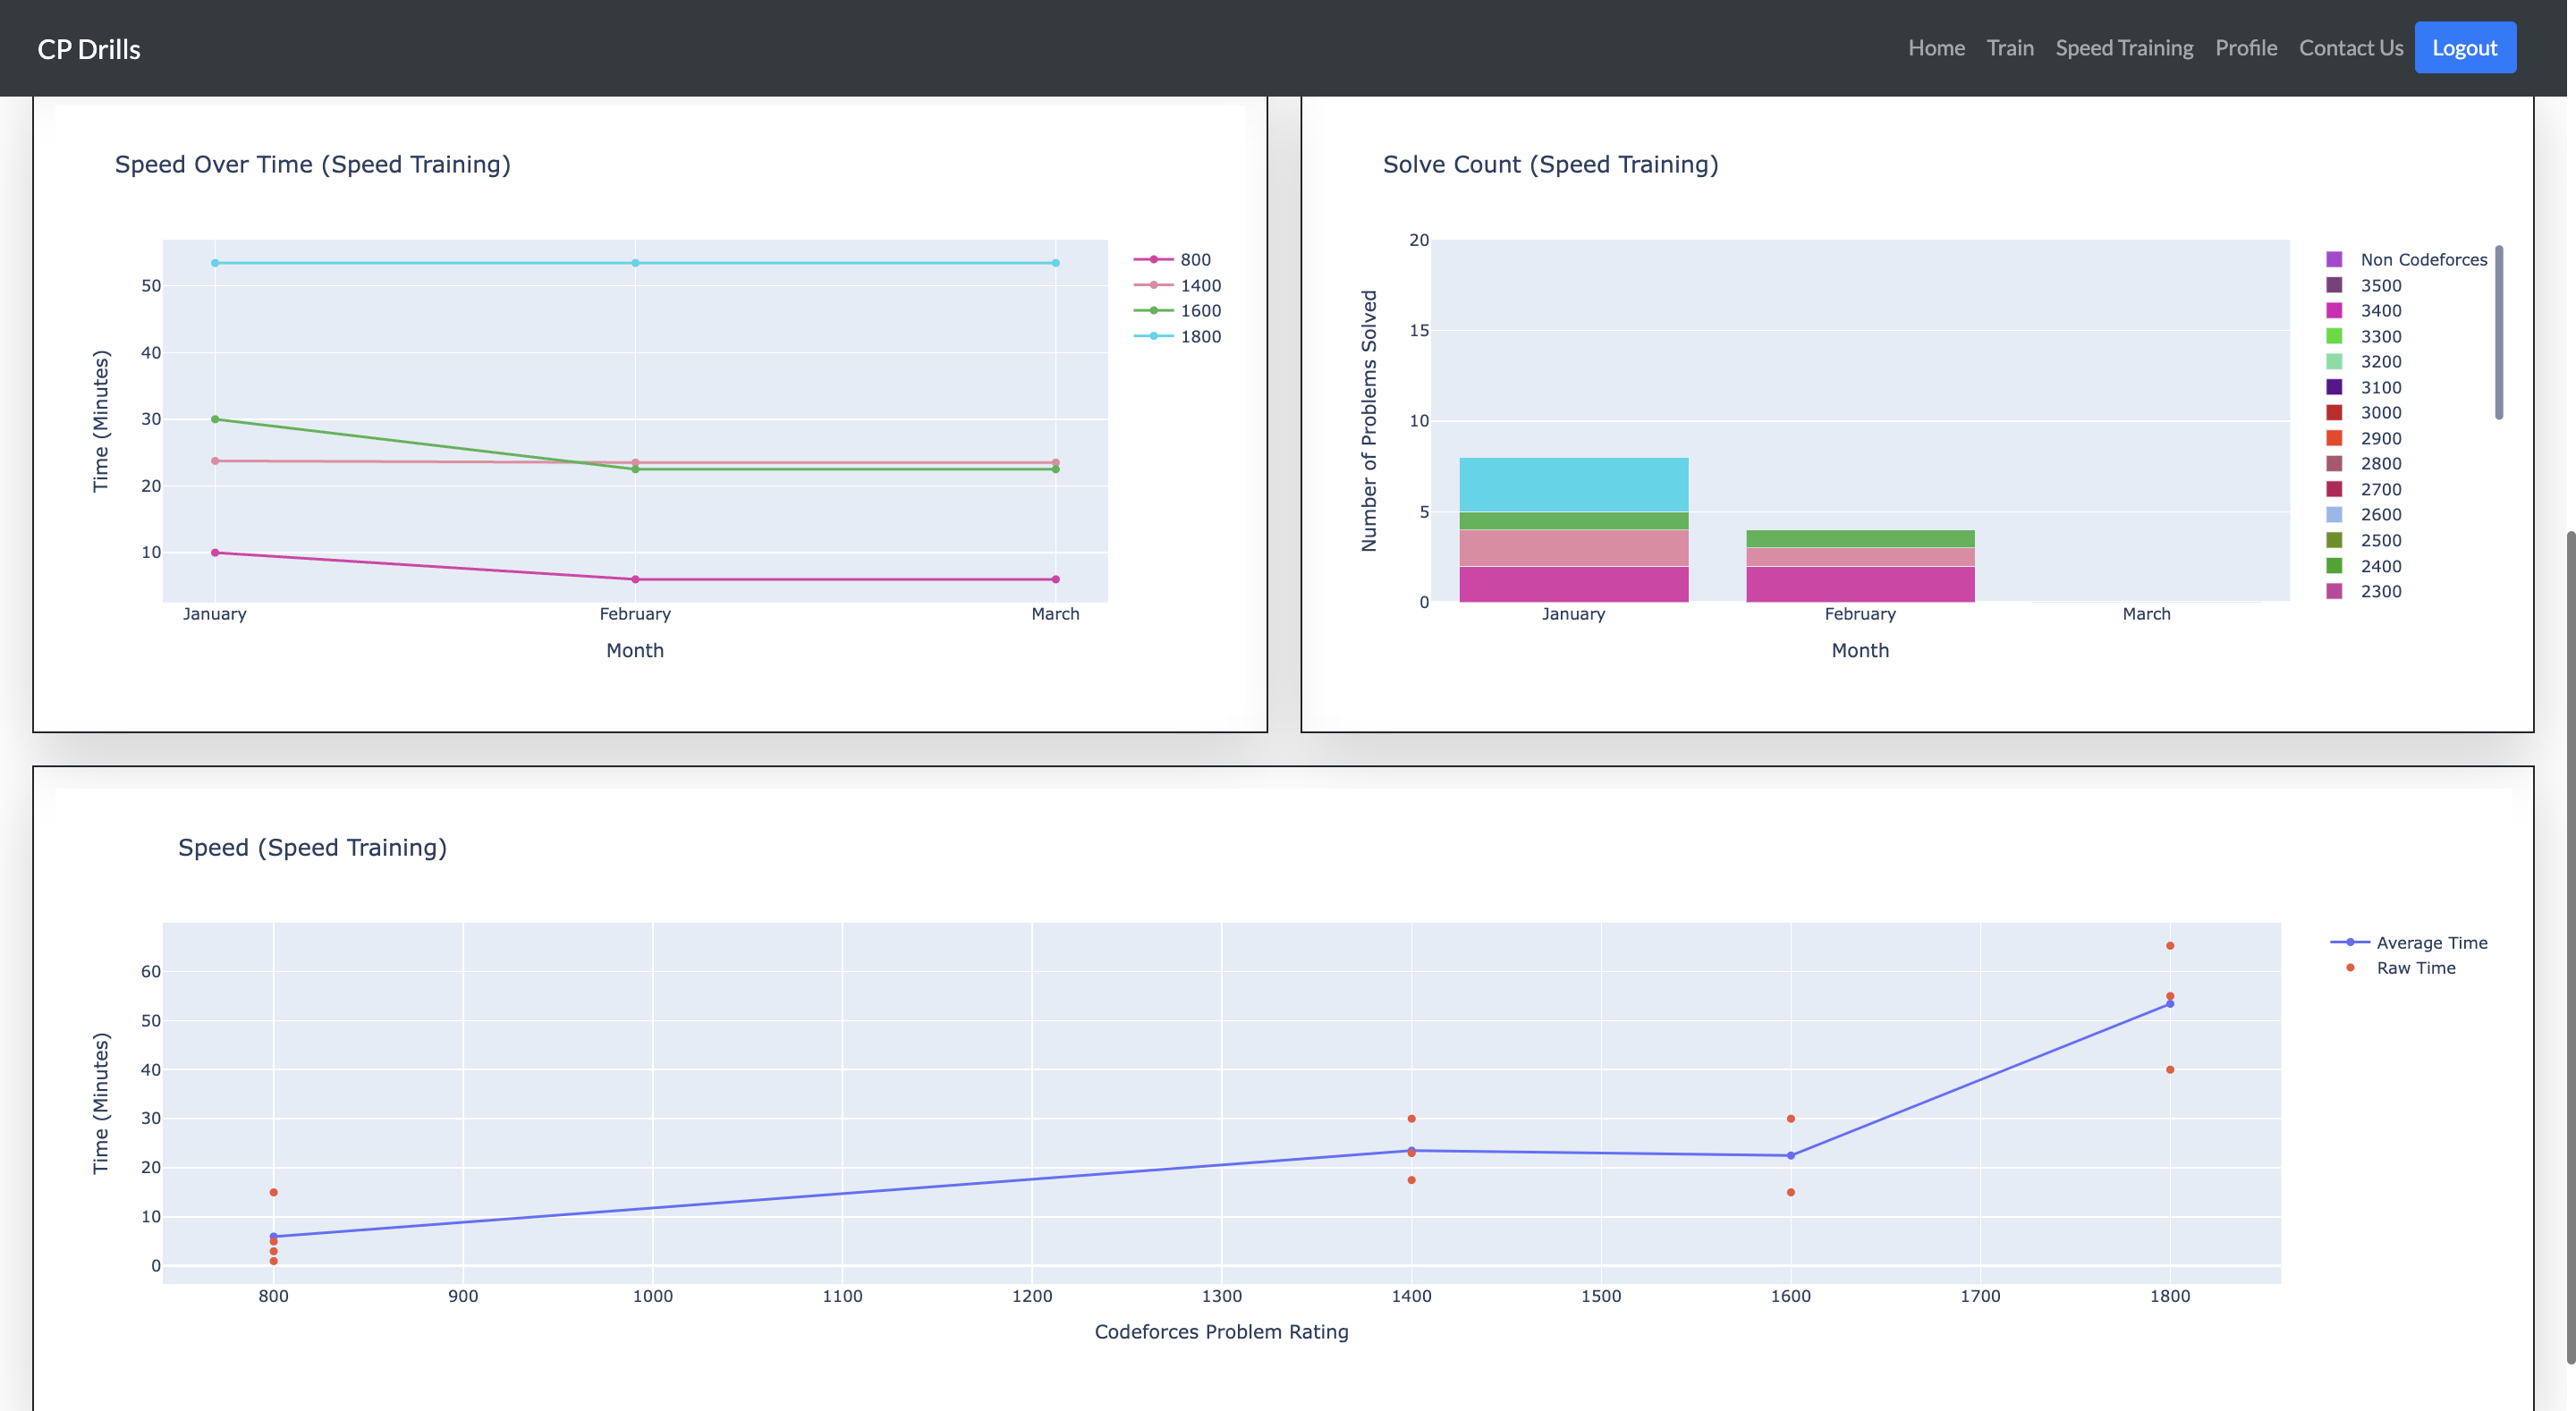 CP Drills
Home Train Speed Training Profile Contact Us Logout
Speed Over Time (Speed Training)
50
40
30
20
10
Time (Minutes)
January February March
Month
800
1400
1600
1800
Solve Count (Speed Training)
20
15
10
5
0
Number of Problems Solved
January February March
Month
Non Codeforces
3500
3400
3300
3200
3100
3000
2900
2800
2700
2600
2500
2400
2300
Speed (Speed Training)
60
50
40
30
20
10
0
Time (Minutes)
800 900 1000 1100 1200 1300 1400 1500 1600 1700 1800
Codeforces Problem Rating
Average Time
Raw Time